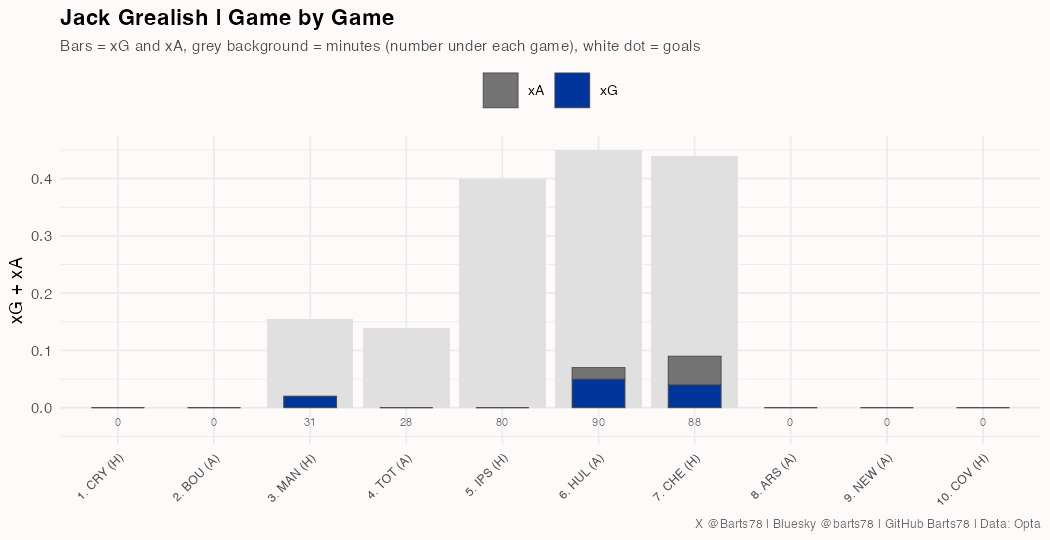 Jack Grealish | Game by Game
Bars = xG and xA, grey background = minutes (number under each game), white dot = goals
xA xG
xG + xA
0.4
0.3
0.2
0.1
0.0
0 0 31 28 80 90 88 0 0 0
1. CRY (H) 2. BOU (A) 3. MAN (H) 4. TOT (A) 5. IPS (H) 6. HUL (A) 7. CHE (H) 8. ARS (A) 9. NEW (A) 10. COV (H)
X @Barts78 | Bluesky @barts78 | GitHub Barts78 | Data: Opta